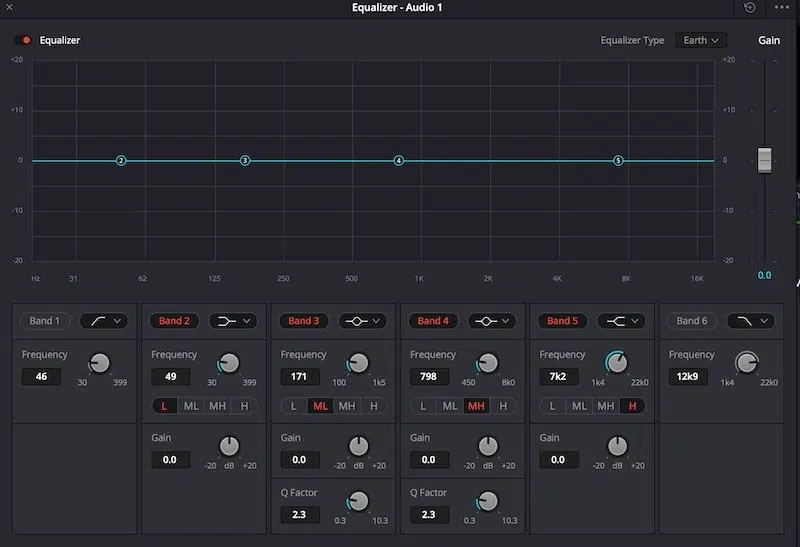 Equalizer - Audio 1
Equalizer
Equalizer Type Earth Gain
+20 +20
+10 +10
0 2 3 4 5 0
-10 -10
-20 -20
0.0
Hz 31 62 125 250 500 1K 2K 4K 8K 16K
Band 1 Band 2 Band 3 Band 4 Band 5 Band 6
Frequency Frequency Frequency Frequency Frequency Frequency
46 49 171 798 7k2 12k9
30 399 30 399 100 1k5 450 8k0 1k4 22k0 1k4 22k0
L ML MH H L ML MH H L ML MH H L ML MH H
Gain Gain Gain Gain
0.0 0.0 0.0 0.0
-20 dB +20 -20 dB +20 -20 dB +20 -20 dB +20
Q Factor Q Factor
2.3 2.3
0.3 10.3 0.3 10.3